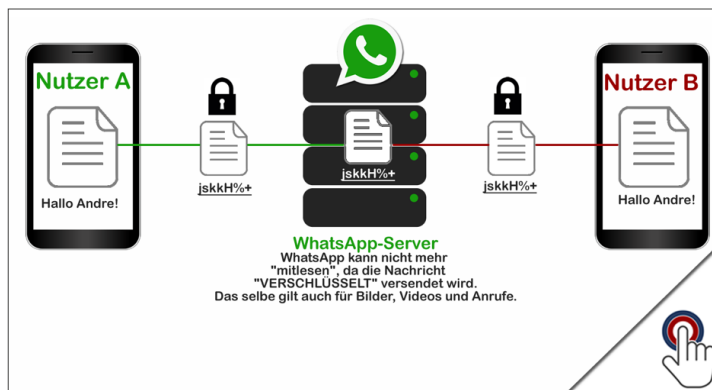 Nutzer A
Hallo Andre!
jskkH%+
jskkH%+
jskkH%+
Nutzer B
Hallo Andre!
WhatsApp-Server
WhatsApp kann nicht mehr
"mitlesen", da die Nachricht
"VERSCHLÜSSELT" versendet wird.
Das selbe gilt auch für Bilder, Videos und Anrufe.